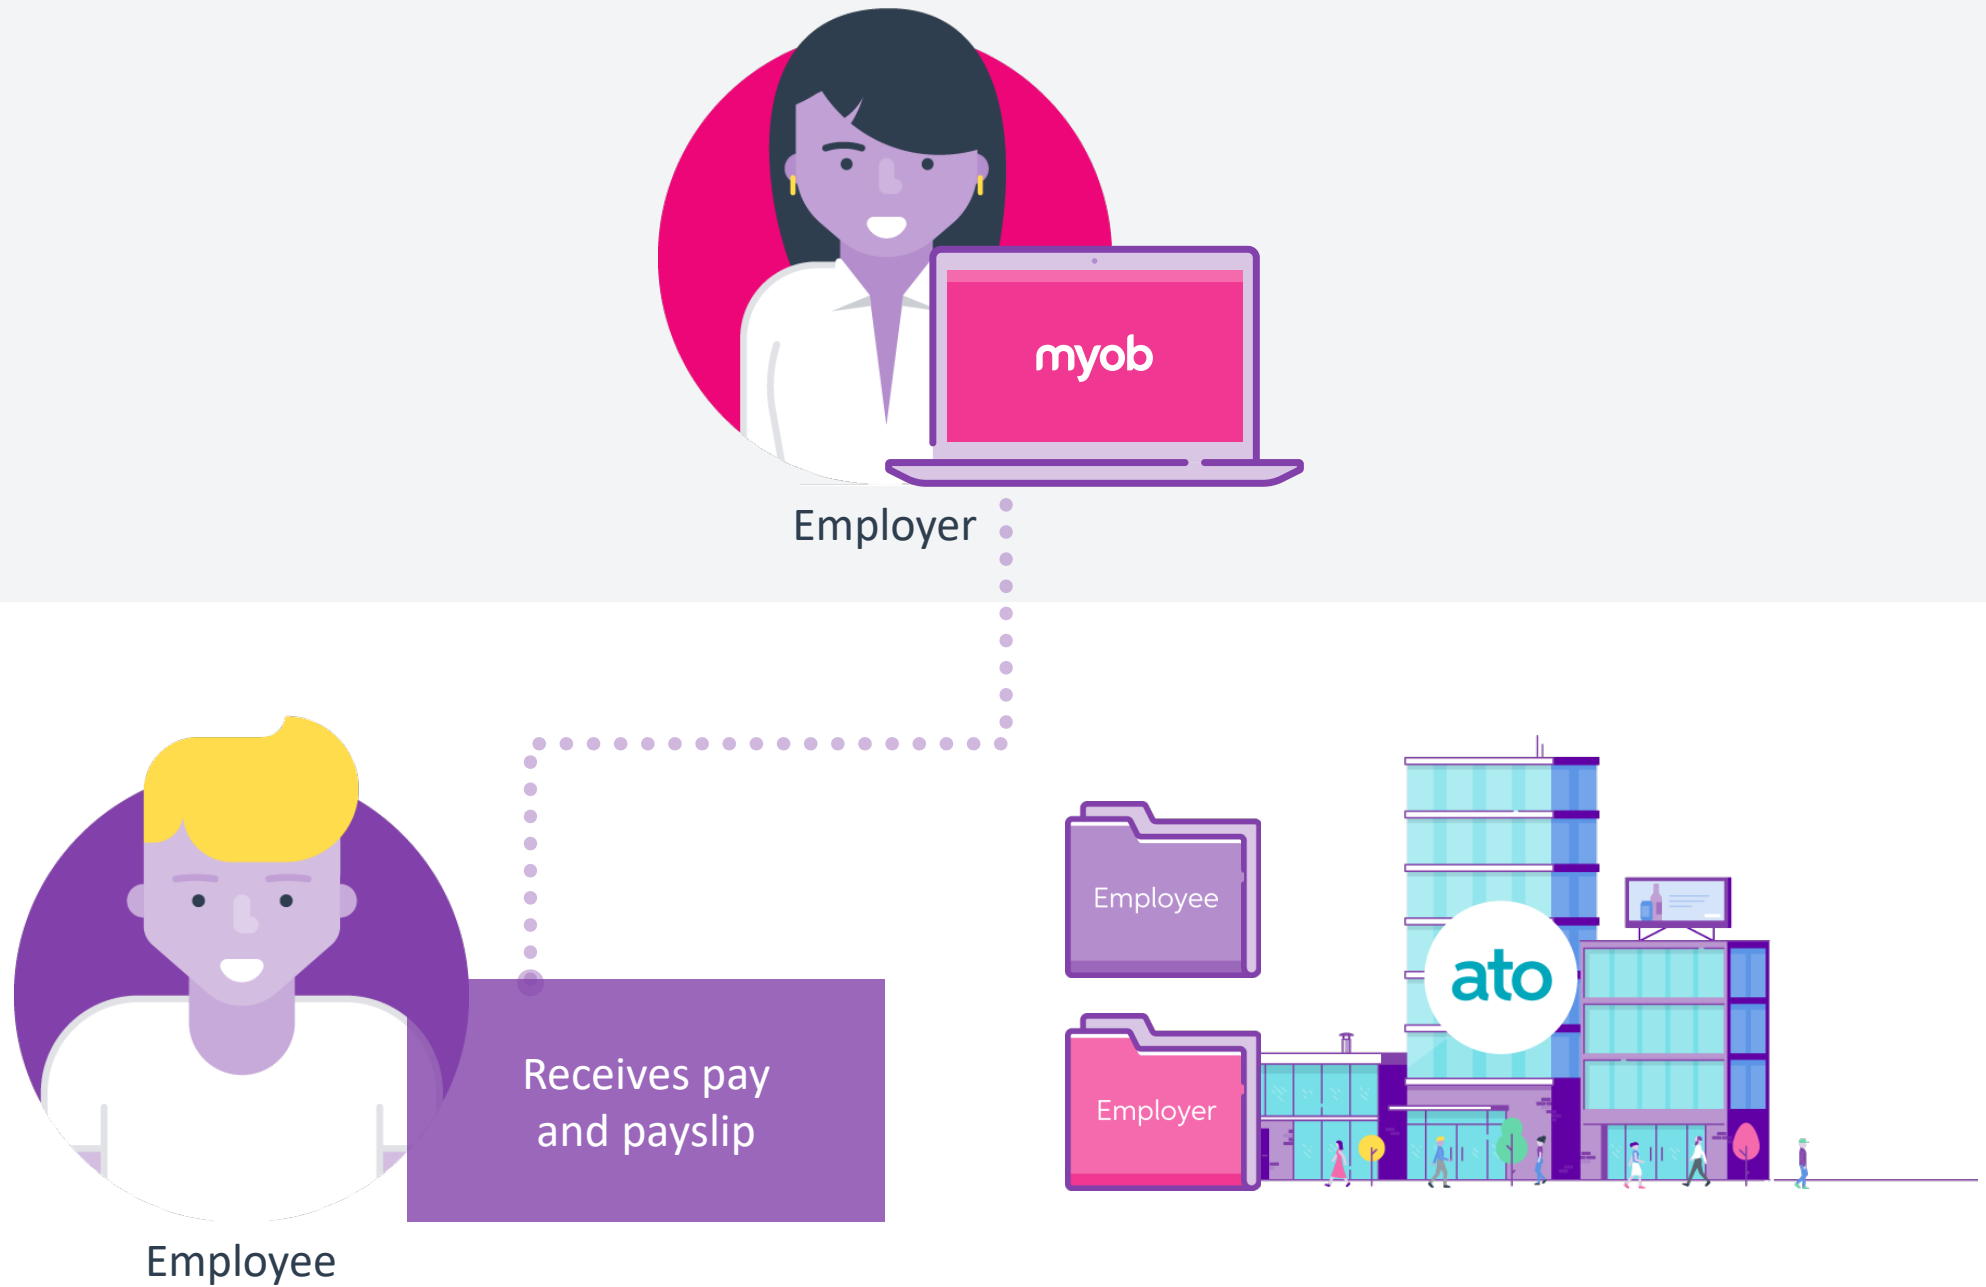 myob
Employer
Employee
ato
Employer
Receives pay
and payslip
Employee